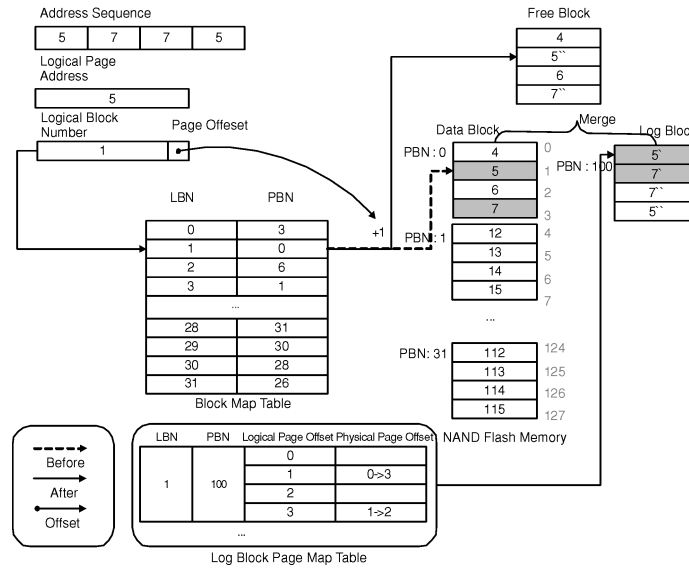 Address Sequence
5 7 7 5
Logical Page
Address
5
Logical Block
Number
Page Offeset
1
Free Block
4
5``
6
7``
Merge
Data Block
Log Bloc
PBN : 0
4 0
5 1
6 2
7 3
PBN : 100
5`
7`
7``
5``
+1
PBN : 1
12 4
13 5
14 6
15 7
...
PBN: 31
112 124
113 125
114 126
115 127
NAND Flash Memory
LBN PBN
0 3
1 0
2 6
3 1
...
28 31
29 30
30 28
31 26
Block Map Table
Before
After
Offset
LBN PBN Logical Page Offset Physical Page Offset
1 100
0
1 0->3
2
3 1->2
...
Log Block Page Map Table